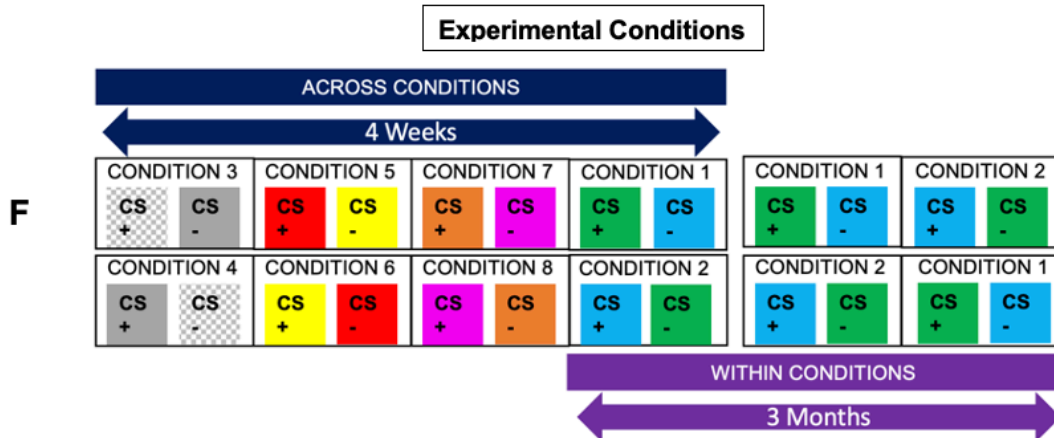 Experimental Conditions
ACROSS CONDITIONS
4 Weeks
F
CONDITION 3 CONDITION 5 CONDITION 7 CONDITION 1 CONDITION 1 CONDITION 2
CS CS CS CS CS CS CS CS CS CS CS CS
+ - + - + - + - + - + -
CONDITION 4 CONDITION 6 CONDITION 8 CONDITION 2 CONDITION 2 CONDITION 1
CS CS CS CS CS CS CS CS CS CS CS CS
+ - + - + - + - + - + -
WITHIN CONDITIONS
3 Months